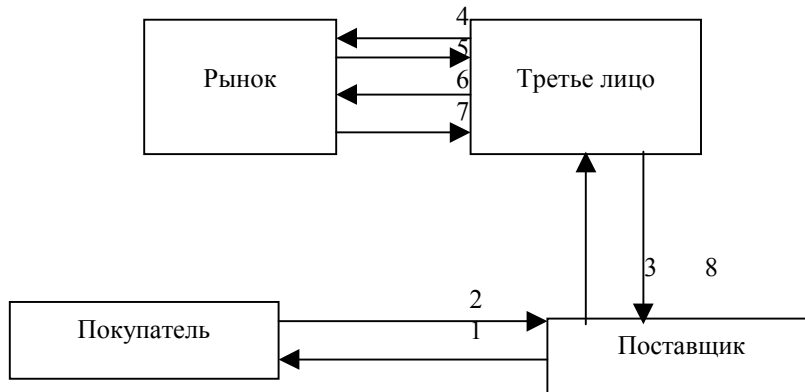 4
5
Рынок
Третье лицо
6
7
3 8
2
Покупатель
1
Поставщик